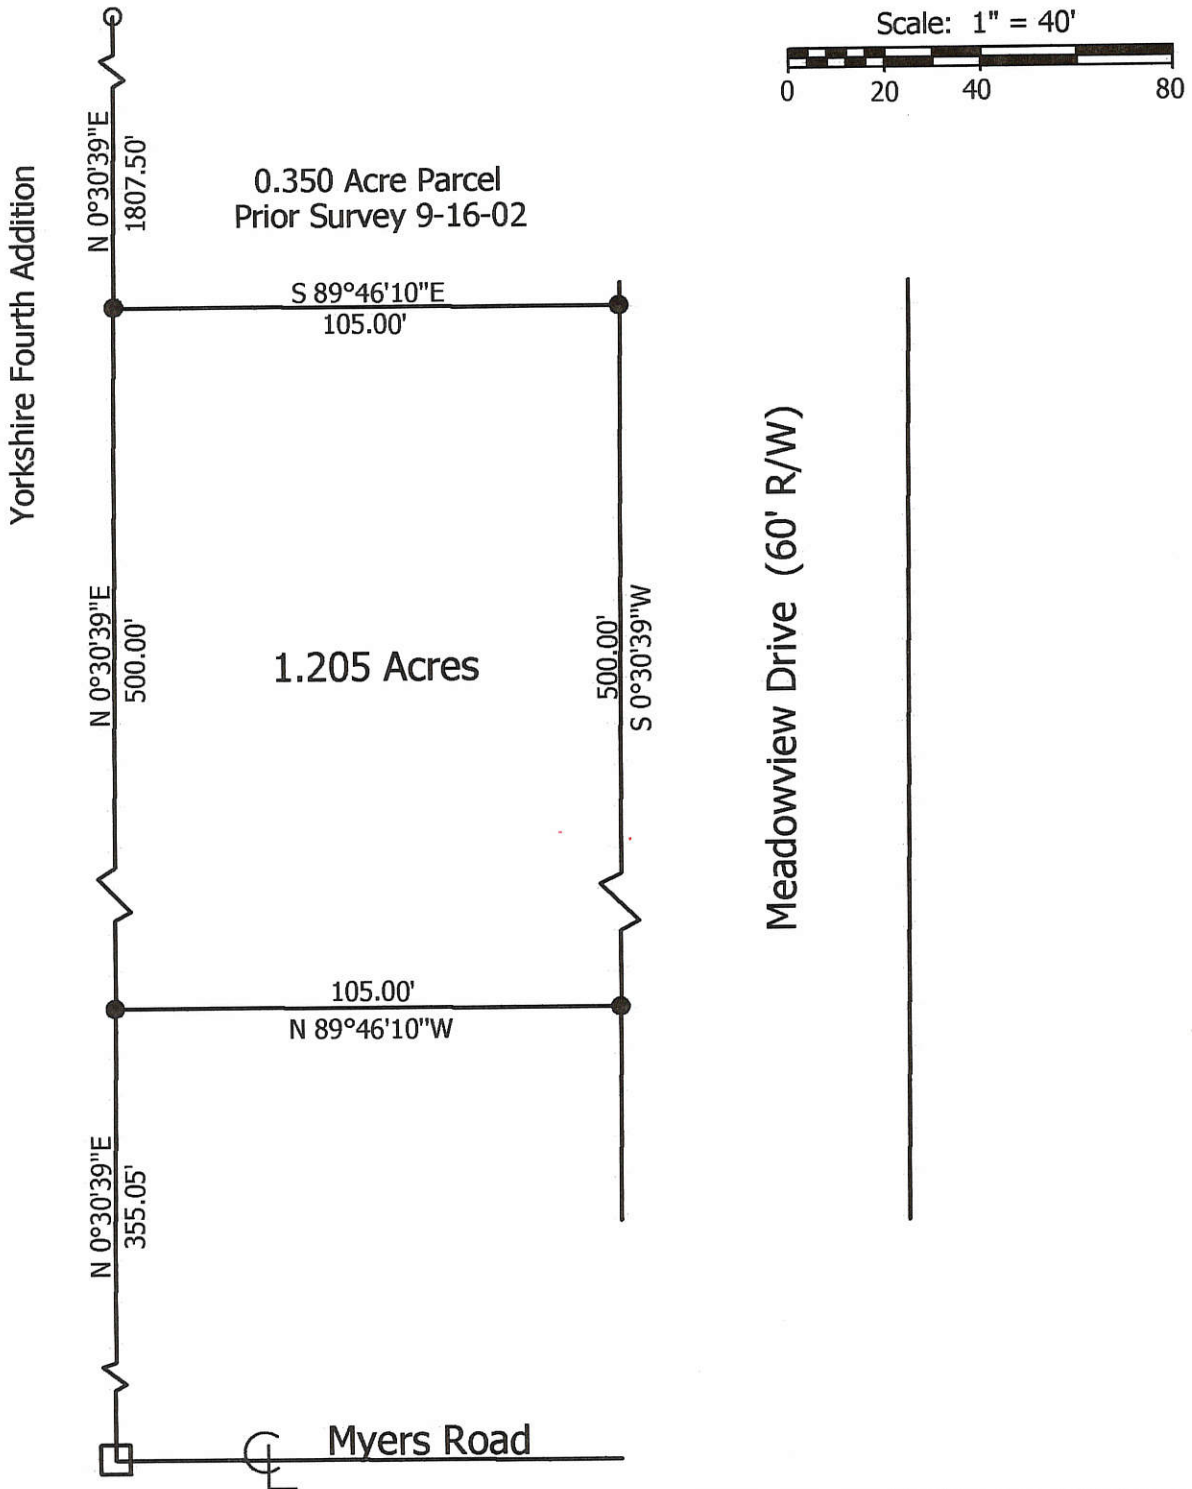 Scale: 1" = 40'
0 20 40 80
Yorkshire Fourth Addition
N 0°30'39"E
1807.50'
0.350 Acre Parcel
Prior Survey 9-16-02
S 89°46'10"E
105.00'
N 0°30'39"E
500.00'
1.205 Acres
500.00'
S 0°30'39"W
Meadowview Drive (60' R/W)
105.00'
N 89°46'10"W
N 0°30'39"E
355.05'
Myers Road